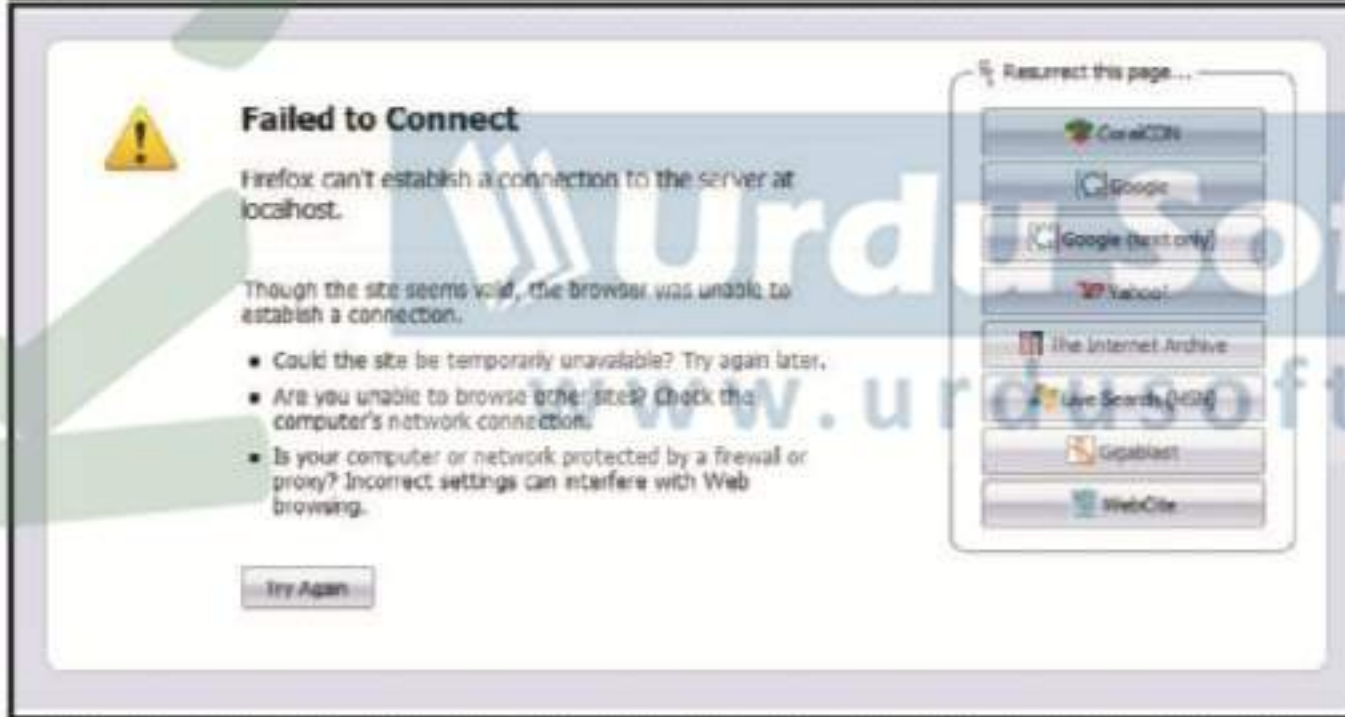 Failed to Connect
Firefox can't establish a connection to the server at
localhost.
Though the site seems valid, the browser was unable to
establish a connection.
Could the site be temporarily unavailable? Try again later.
Are you unable to browse other sites? Check the
computer's network connection.
Is your computer or network protected by a firewall or
proxy? Incorrect settings can interfere with Web
browsing.
Try Again
Resurrect this page...
CoralCDN
Google
Google (text only)
Yahoo!
The Internet Archive
Live Search (MSN)
Gigablast
WebCite
Urdu Sof
www.urdusoft